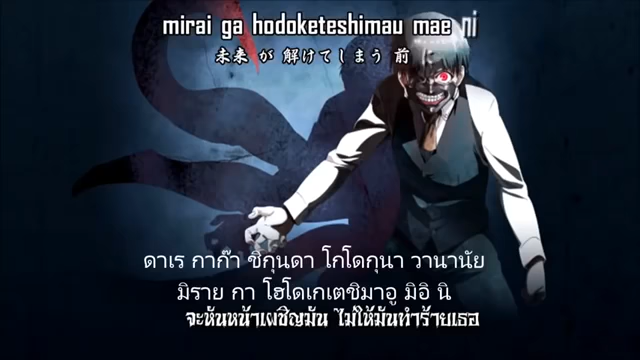 mirai ga hodoketeshimau mae ni
未来 が 解けてしまう 前 に
ดาเร กาก๊า ชิกุนดา โกโดกุนา วานานัย
มิราย กา โฮโดเกเตชิมาอู มิอิ นิ
จะหันหน้าเผชิญมัน ไม่ให้มันทำร้ายเธอ